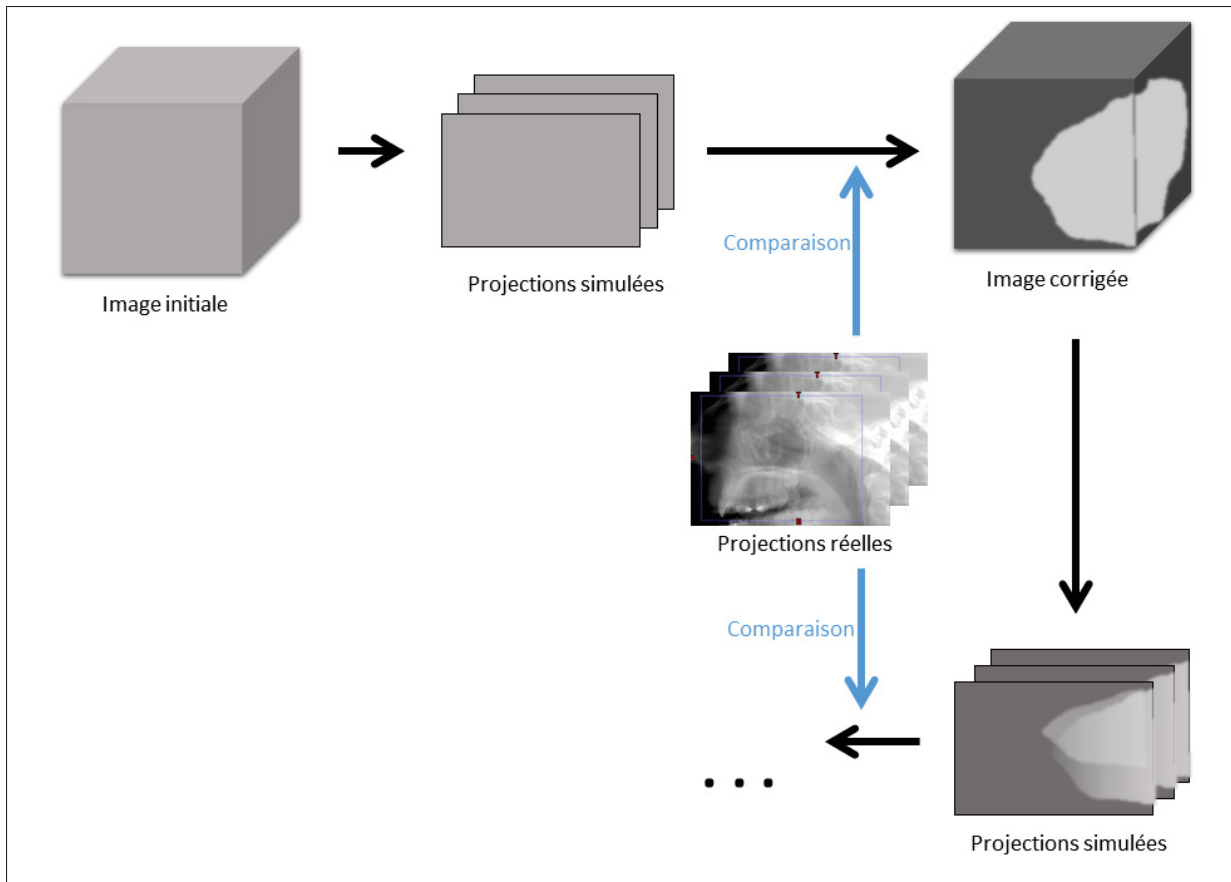 Image initiale
Projections simulées
Comparaison
Image corrigée
T
T
T
Projections réelles
Comparaison
. . .
Projections simulées